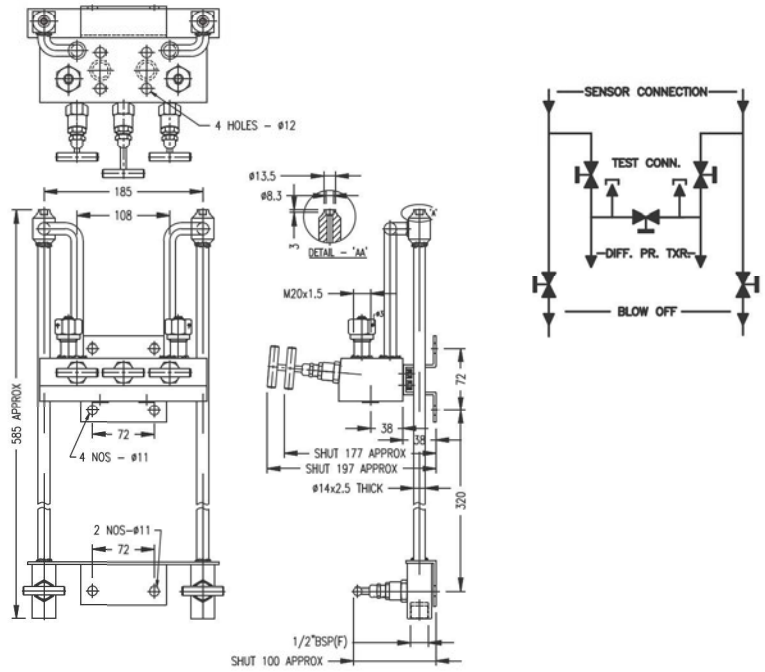 4 HOLES - ø12
185
108
ø13.5
ø8.3
3
'A'
DETAIL - 'AA'
M20x1.5
ø3
585 APPROX
72
4 NOS - ø11
72
38
38
SHUT 177 APPROX
SHUT 197 APPROX
ø14x2.5 THICK
320
2 NOS-ø11
72
1/2"BSP(F)
SHUT 100 APPROX
SENSOR CONNECTION
TEST CONN.
DIFF. PR. TXR.
BLOW OFF